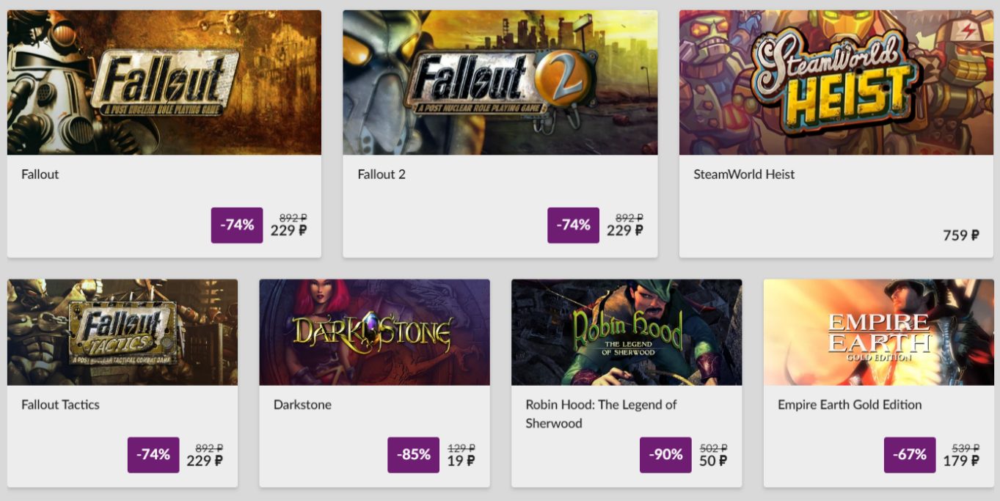 Fallout
A POST NUCLEAR ROLE PLAYING GAME
Fallout 2
A POST NUCLEAR ROLE PLAYING GAME
SteamWorld
HEIST
Fallout
Fallout 2
SteamWorld Heist
-74%
892 ₽
229 ₽
-74%
892 ₽
229 ₽
759 ₽
Fallout
TACTICS
A POST NUCLEAR TACTICAL COMBAT GAME
DARKSTONE
Robin Hood
THE LEGEND
OF SHERWOOD
EMPIRE
EARTH
GOLD EDITION
Fallout Tactics
Darkstone
Robin Hood: The Legend of
Sherwood
Empire Earth Gold Edition
-74%
892 ₽
229 ₽
-85%
129 ₽
19 ₽
-90%
502 ₽
50 ₽
-67%
539 ₽
179 ₽